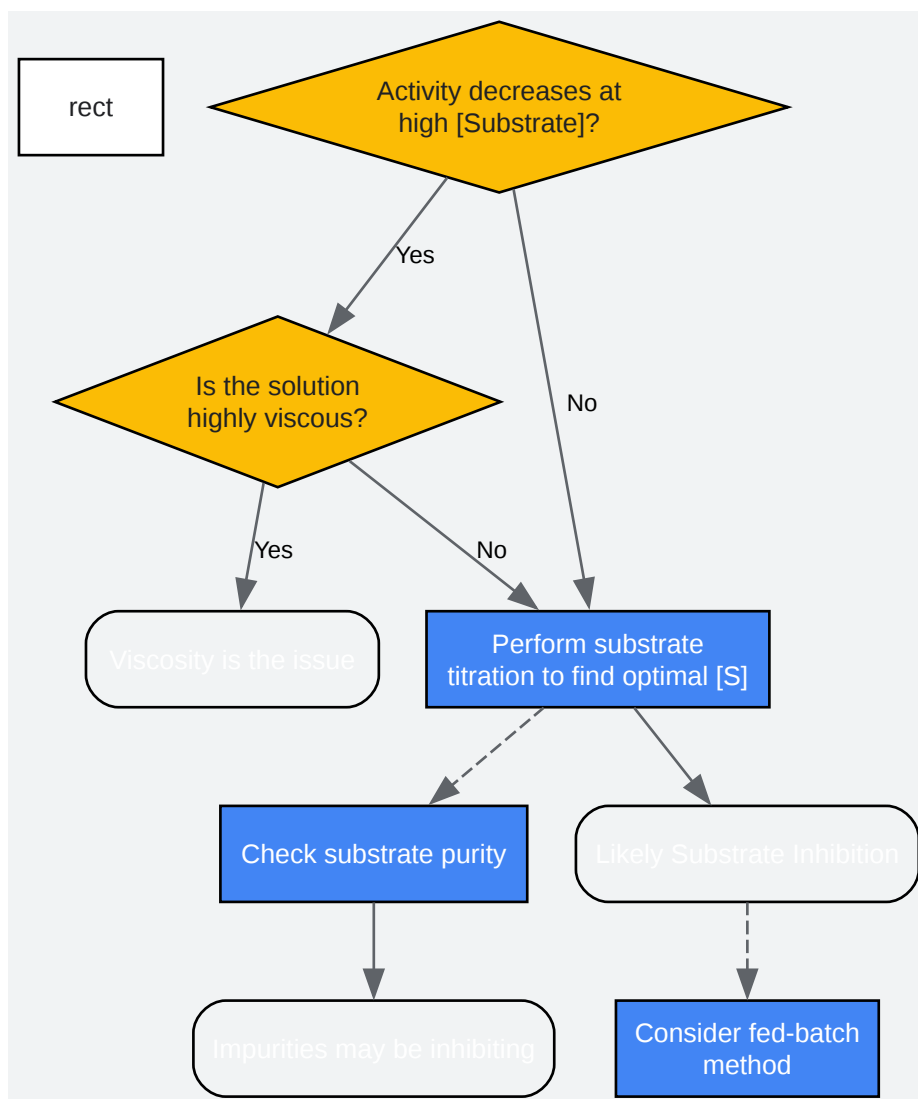 rect
Activity decreases at
high [Substrate]?
Yes
Is the solution
highly viscous?
No
Yes
No
Viscosity is the issue
Perform substrate
titration to find optimal [S]
Check substrate purity
Likely Substrate Inhibition
Impurities may be inhibiting
Consider fed-batch
method